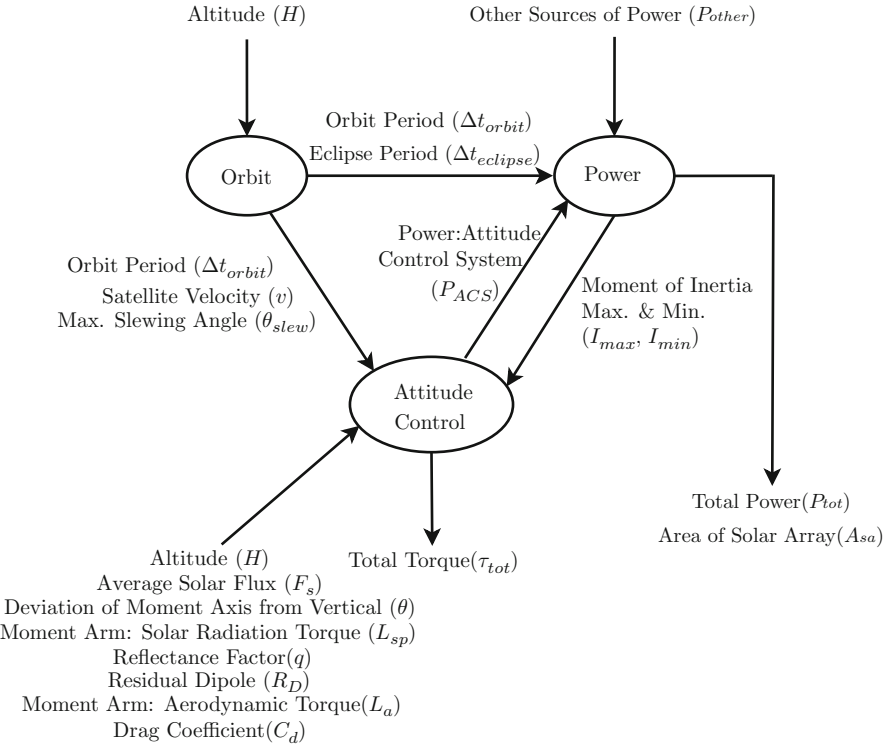 Altitude (H)
Other Sources of Power (Pother)
Orbit Period (Δt_orbit)
Eclipse Period (Δt_eclipse)
Orbit
Power
Power:Attitude
Control System
(P_ACS)
Orbit Period (Δt_orbit)
Satellite Velocity (v)
Max. Slewing Angle (θ_slew)
Moment of Inertia
Max. & Min.
(I_max, I_min)
Attitude
Control
Total Power(Ptot)
Area of Solar Array(Asa)
Total Torque(τ_tot)
Altitude (H)
Average Solar Flux (F_s)
Deviation of Moment Axis from Vertical (θ)
Moment Arm: Solar Radiation Torque (L_sp)
Reflectance Factor(q)
Residual Dipole (R_D)
Moment Arm: Aerodynamic Torque(L_a)
Drag Coefficient(C_d)